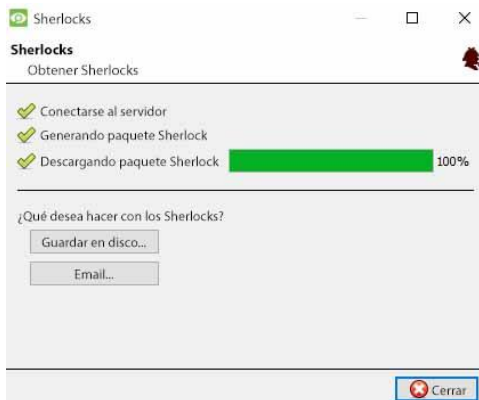 Sherlocks
Sherlocks
Obtener Sherlocks
Conectarse al servidor
Generando paquete Sherlock
Descargando paquete Sherlock 100%
¿Qué desea hacer con los Sherlocks?
Guardar en disco...
Email...
Cerrar